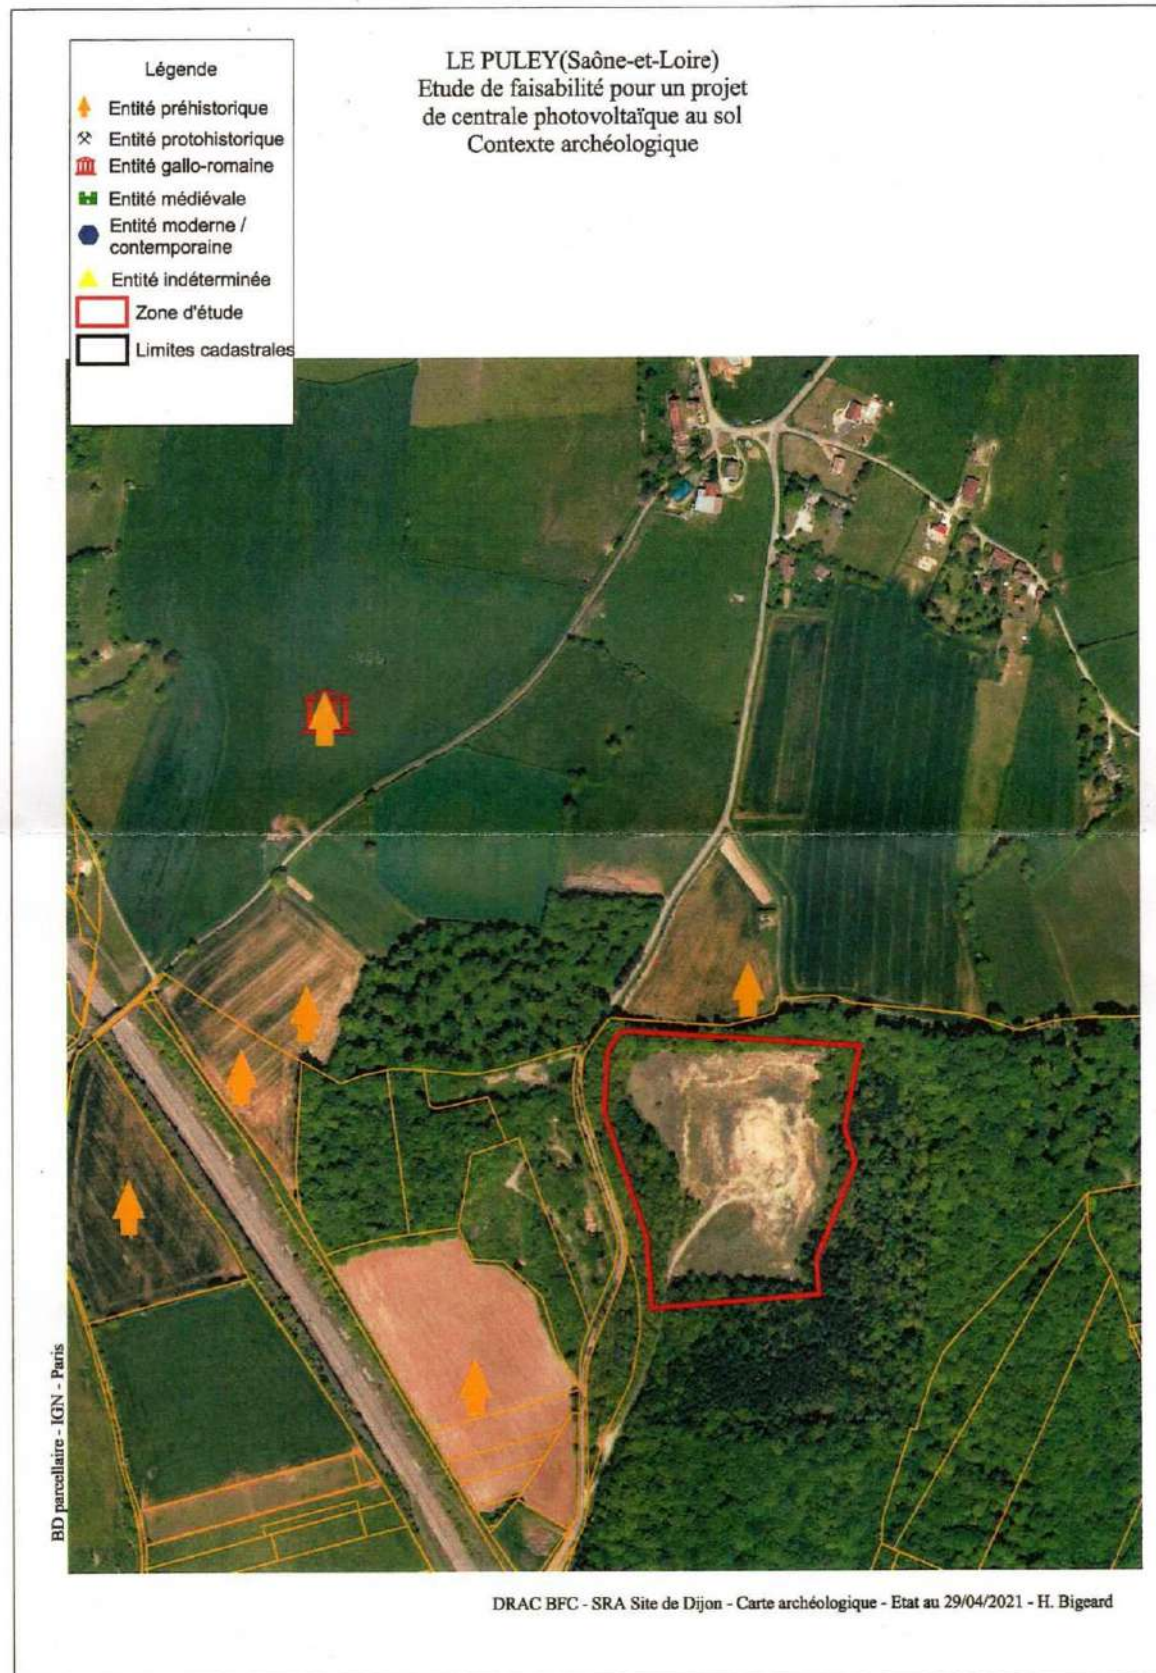 LE PULEY(Saône-et-Loire)
Etude de faisabilité pour un projet
de centrale photovoltaïque au sol
Contexte archéologique
Légende
Entité préhistorique
Entité protohistorique
Entité gallo-romaine
Entité médiévale
Entité moderne /
contemporaine
Entité indéterminée
Zone d'étude
Limites cadastrales
BD parcellaire - IGN - Paris
DRAC BFC - SRA Site de Dijon - Carte archéologique - Etat au 29/04/2021 - H. Bigeard